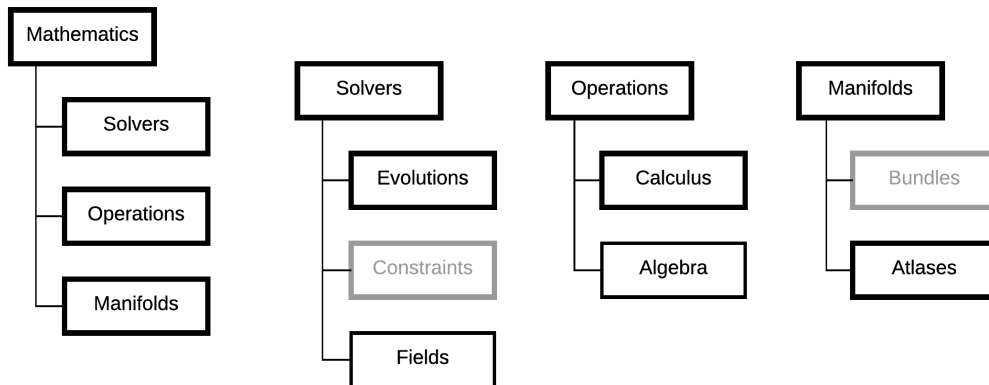 Mathematics
Solvers
Operations
Manifolds
Solvers
Evolutions
Constraints
Fields
Operations
Calculus
Algebra
Manifolds
Bundles
Atlases